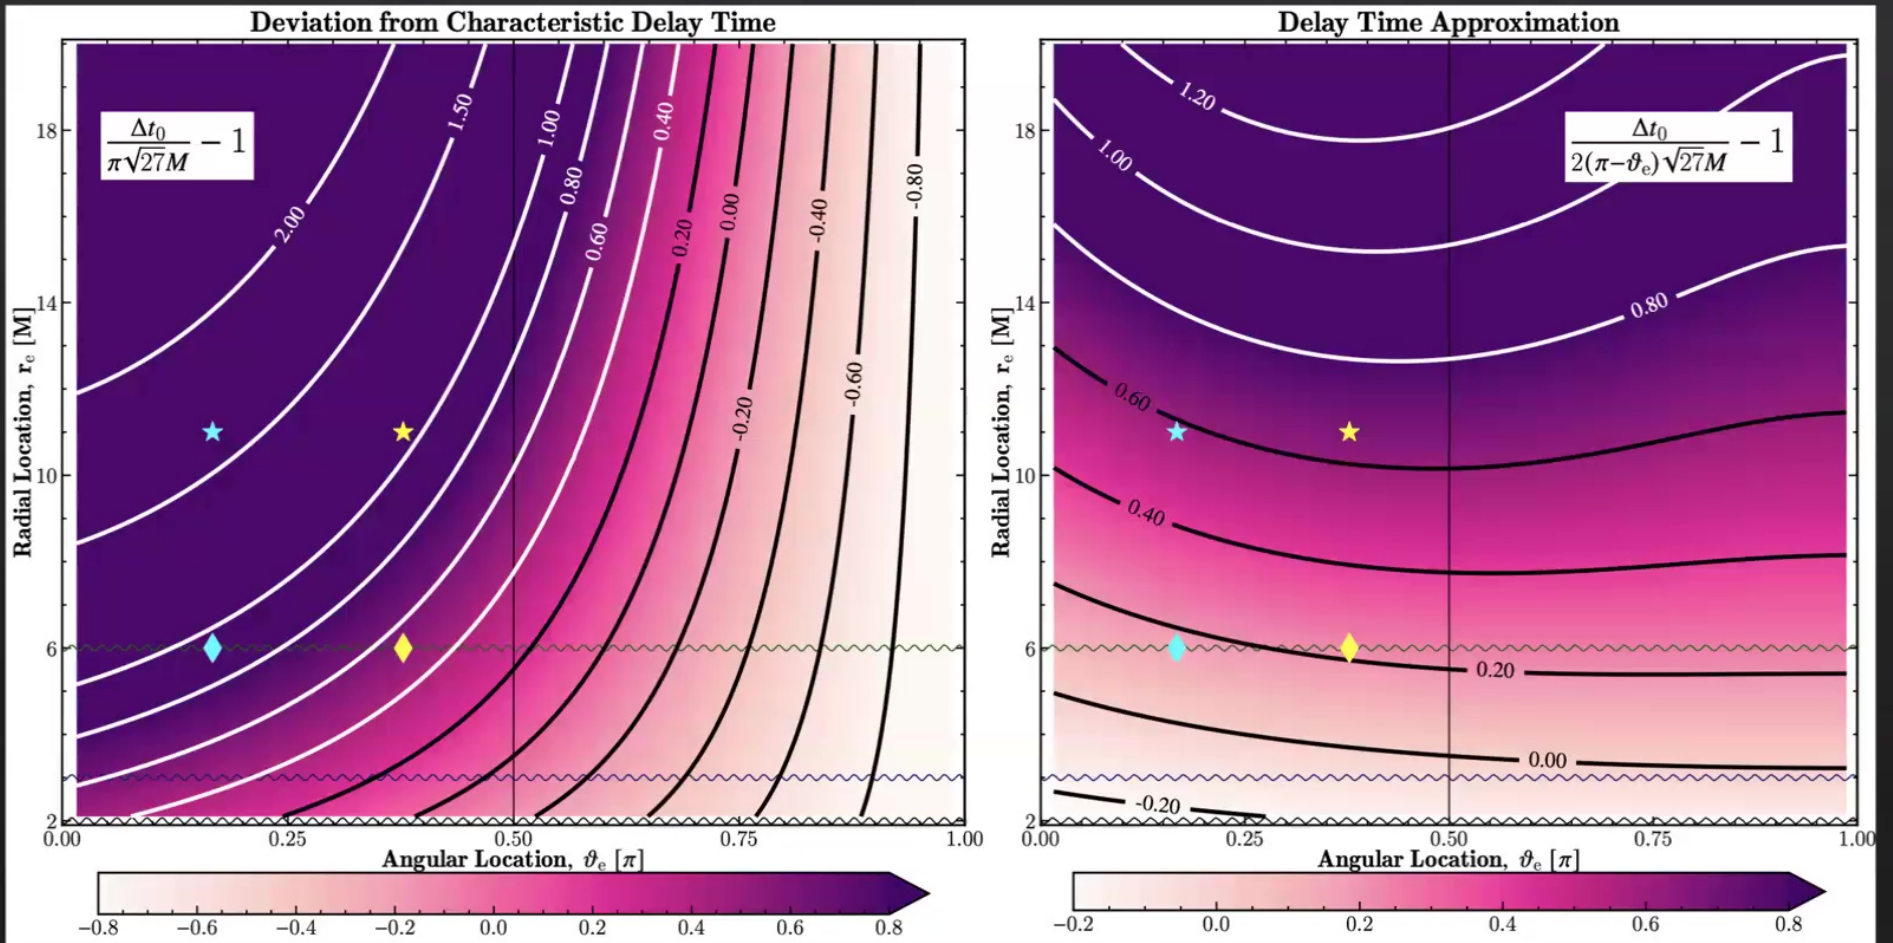 Deviation from Characteristic Delay Time
Δt₀ / π√27M − 1
2.00
1.50
1.00
0.80
0.60
0.40
0.20
0.00
-0.20
-0.40
-0.60
-0.80
18
14
10
6
2
Radial Location, rₑ [M]
0.00 0.25 0.50 0.75 1.00
Angular Location, ϑₑ [π]
−0.8 −0.6 −0.4 −0.2 0.0 0.2 0.4 0.6 0.8
Delay Time Approximation
Δt₀ / 2(π−ϑₑ)√27M − 1
1.20
1.00
0.80
0.60
0.40
0.20
0.00
-0.20
18
14
10
6
2
Radial Location, rₑ [M]
0.00 0.25 0.50 0.75 1.00
Angular Location, ϑₑ [π]
−0.2 0.0 0.2 0.4 0.6 0.8